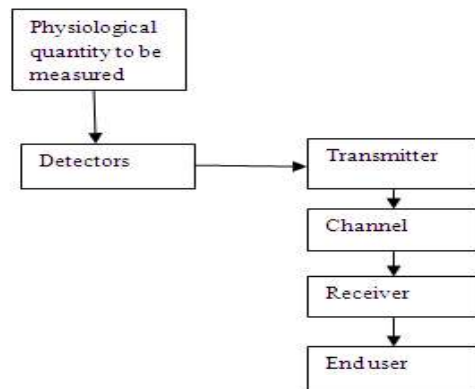 Physiological
quantity to be
measured
Detectors
Transmitter
Channel
Receiver
End user